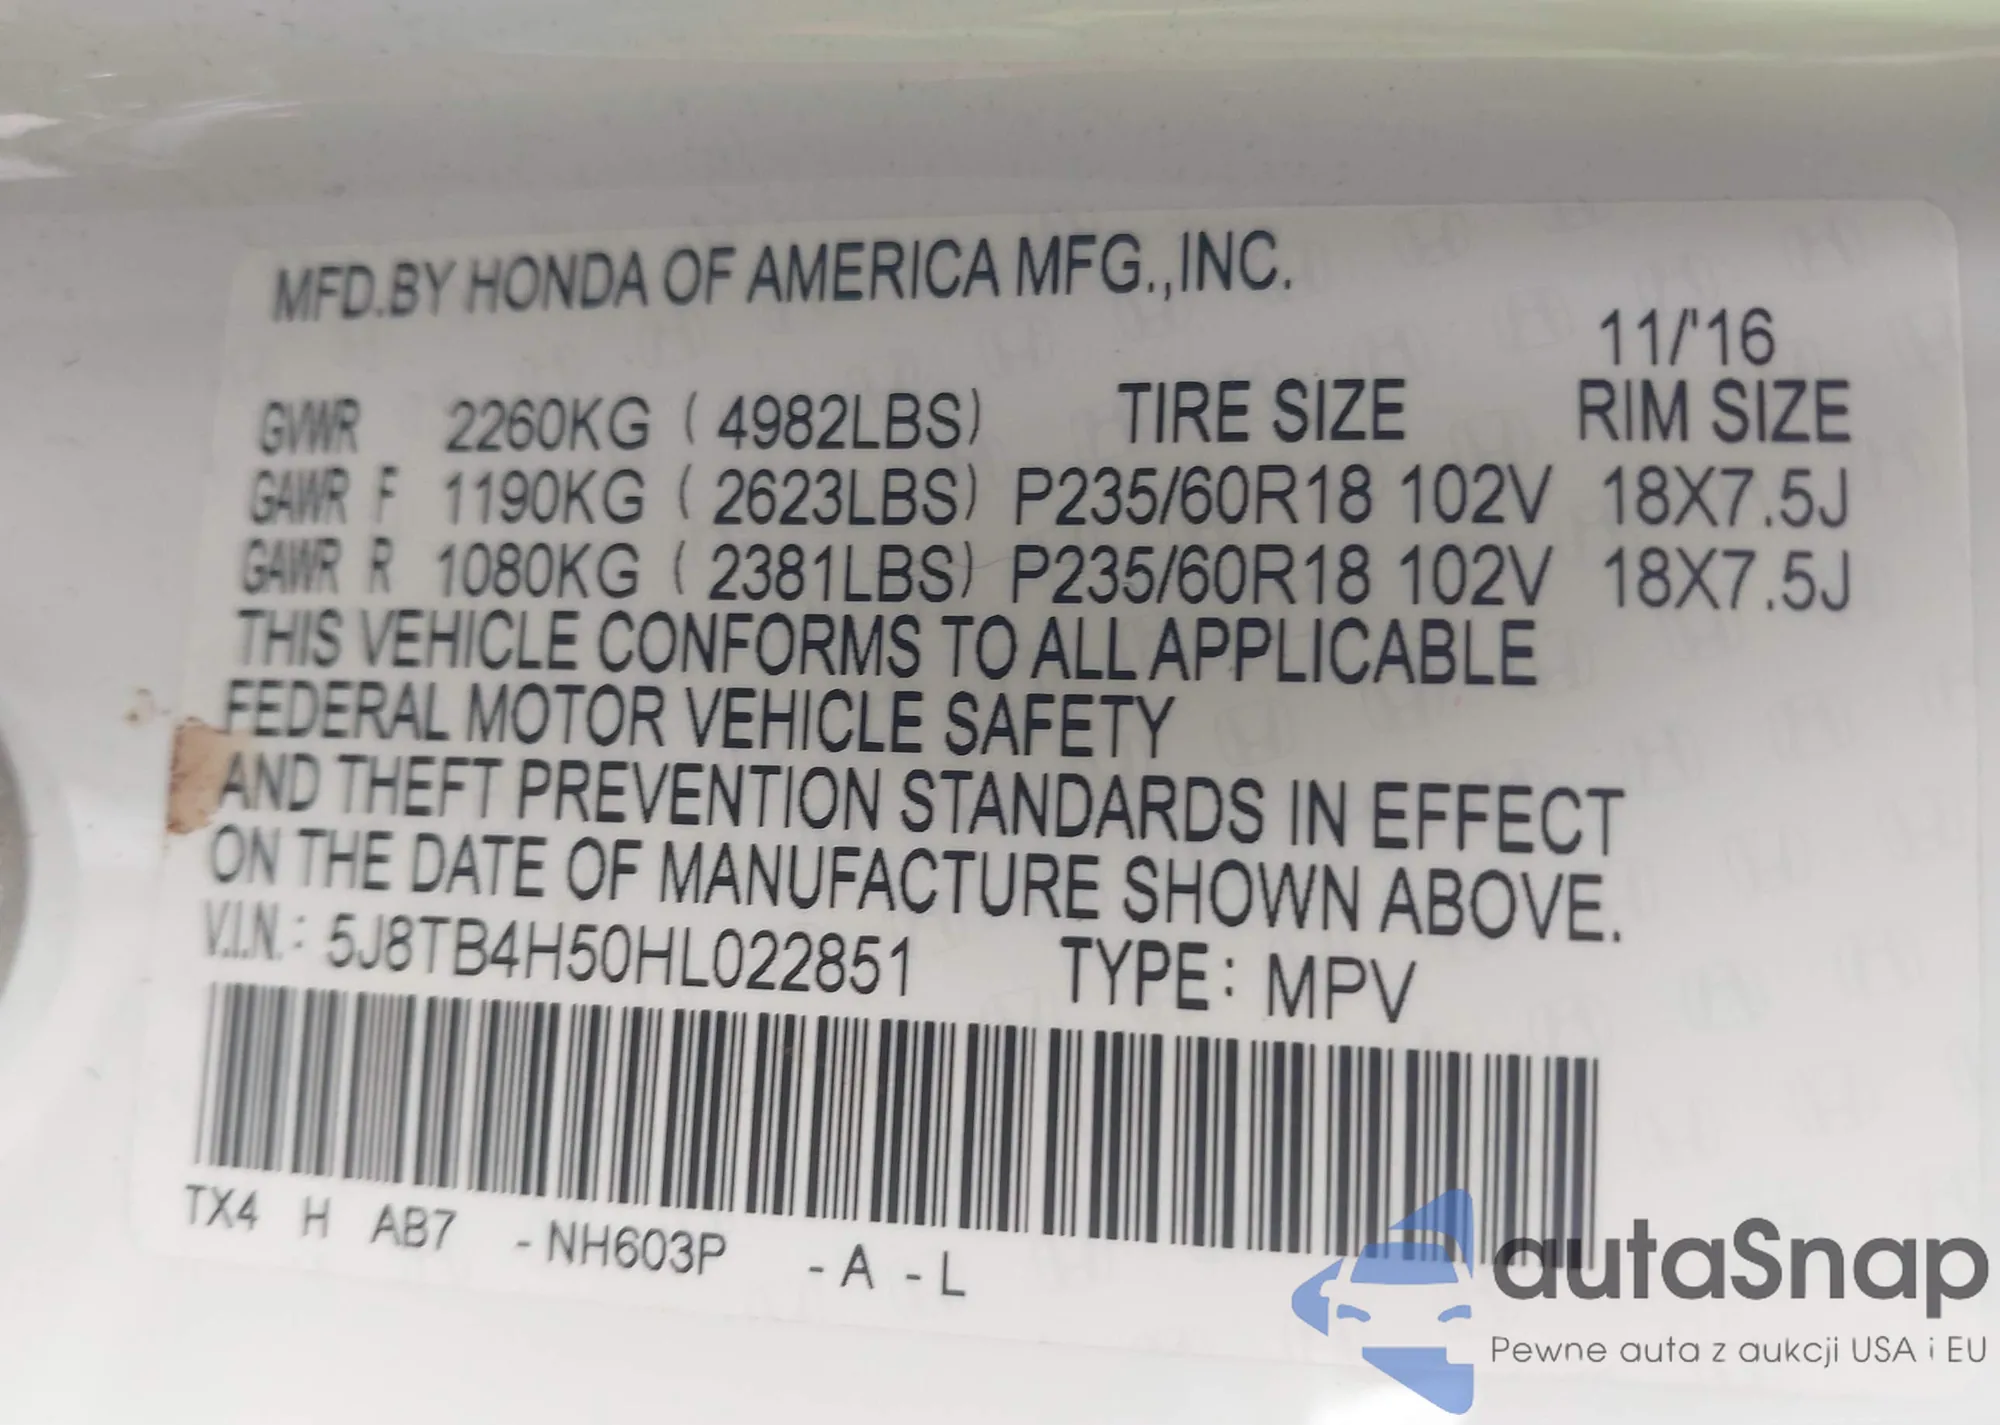 MFD.BY HONDA OF AMERICA MFG.,INC.
11/'16
GVWR 2260KG ( 4982LBS) TIRE SIZE RIM SIZE
GAWR F 1190KG ( 2623LBS) P235/60R18 102V 18X7.5J
GAWR R 1080KG ( 2381LBS) P235/60R18 102V 18X7.5J
THIS VEHICLE CONFORMS TO ALL APPLICABLE
FEDERAL MOTOR VEHICLE SAFETY
AND THEFT PREVENTION STANDARDS IN EFFECT
ON THE DATE OF MANUFACTURE SHOWN ABOVE.
V.I.N.: 5J8TB4H50HL022851 TYPE: MPV
TX4 H AB7 -NH603P -A -L
autaSnap
Pewne auta z aukcji USA i EU